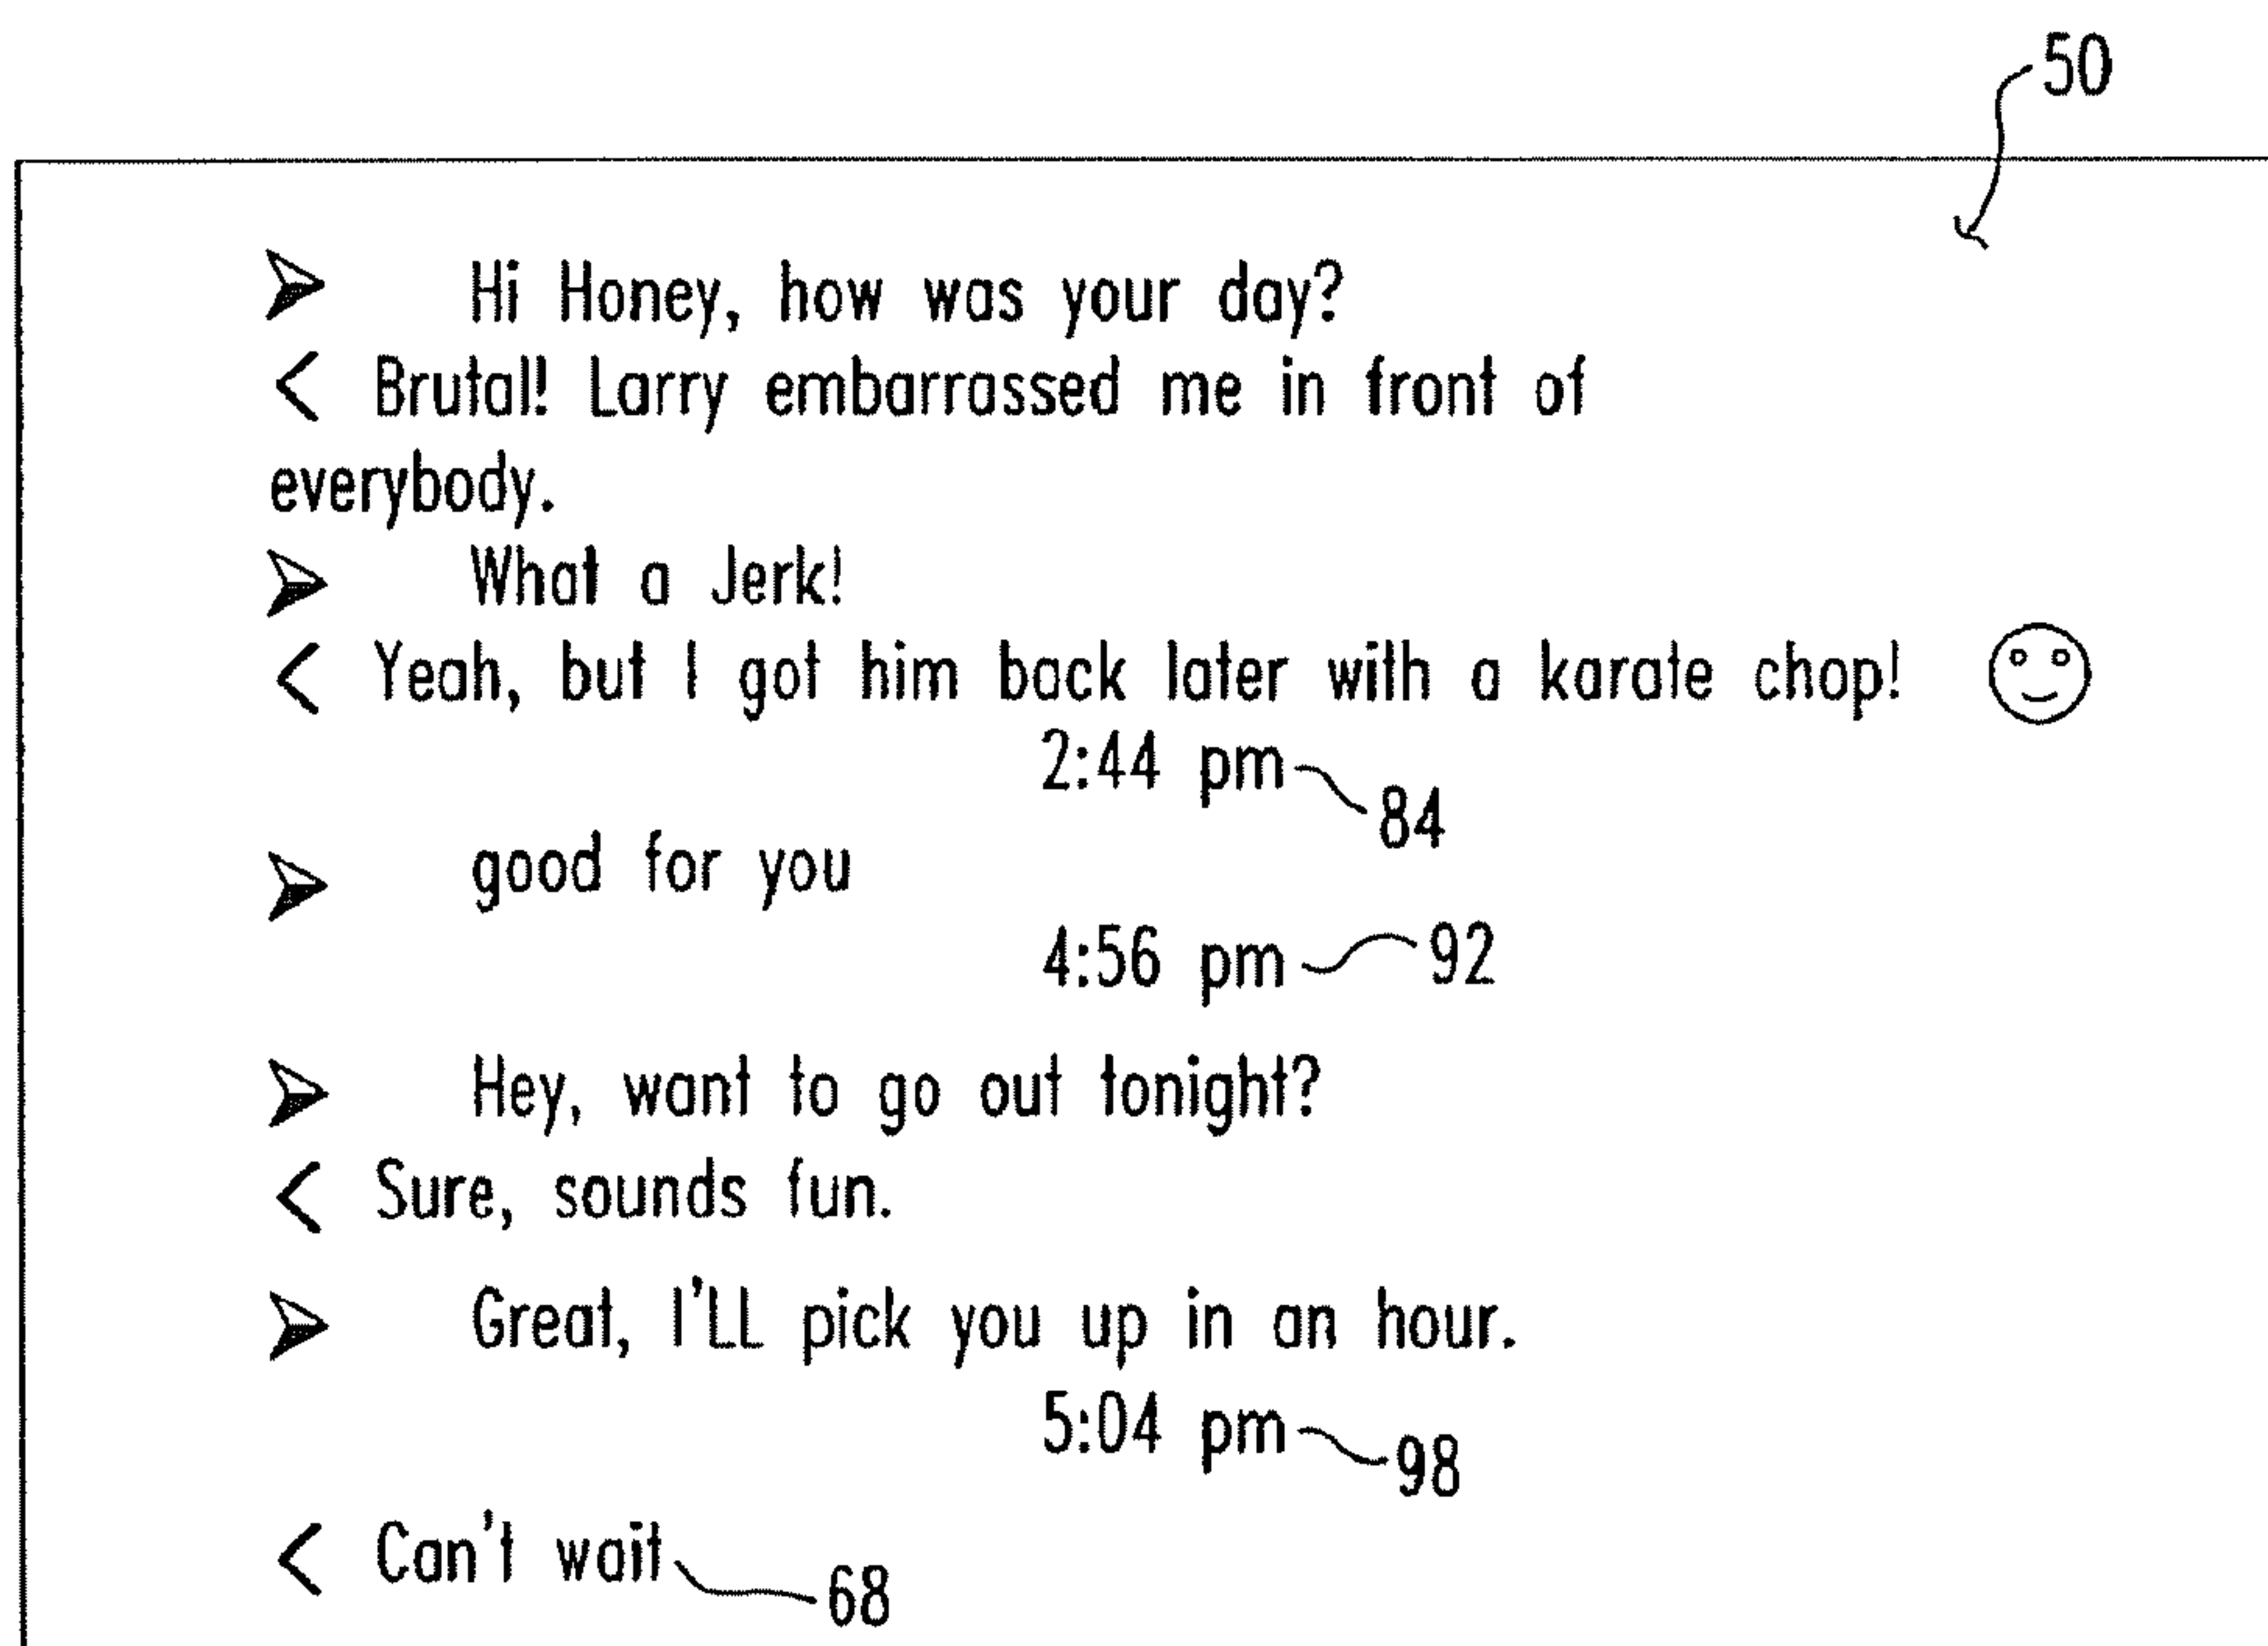 50
➢ Hi Honey, how was your day?
< Brutal! Larry embarrassed me in front of
everybody.
➢ What a Jerk!
< Yeah, but I got him back later with a karate chop! ☺
2:44 pm 84
➢ good for you
4:56 pm 92
➢ Hey, want to go out tonight?
< Sure, sounds fun.
➢ Great, I'LL pick you up in an hour.
5:04 pm 98
< Can't wait 68